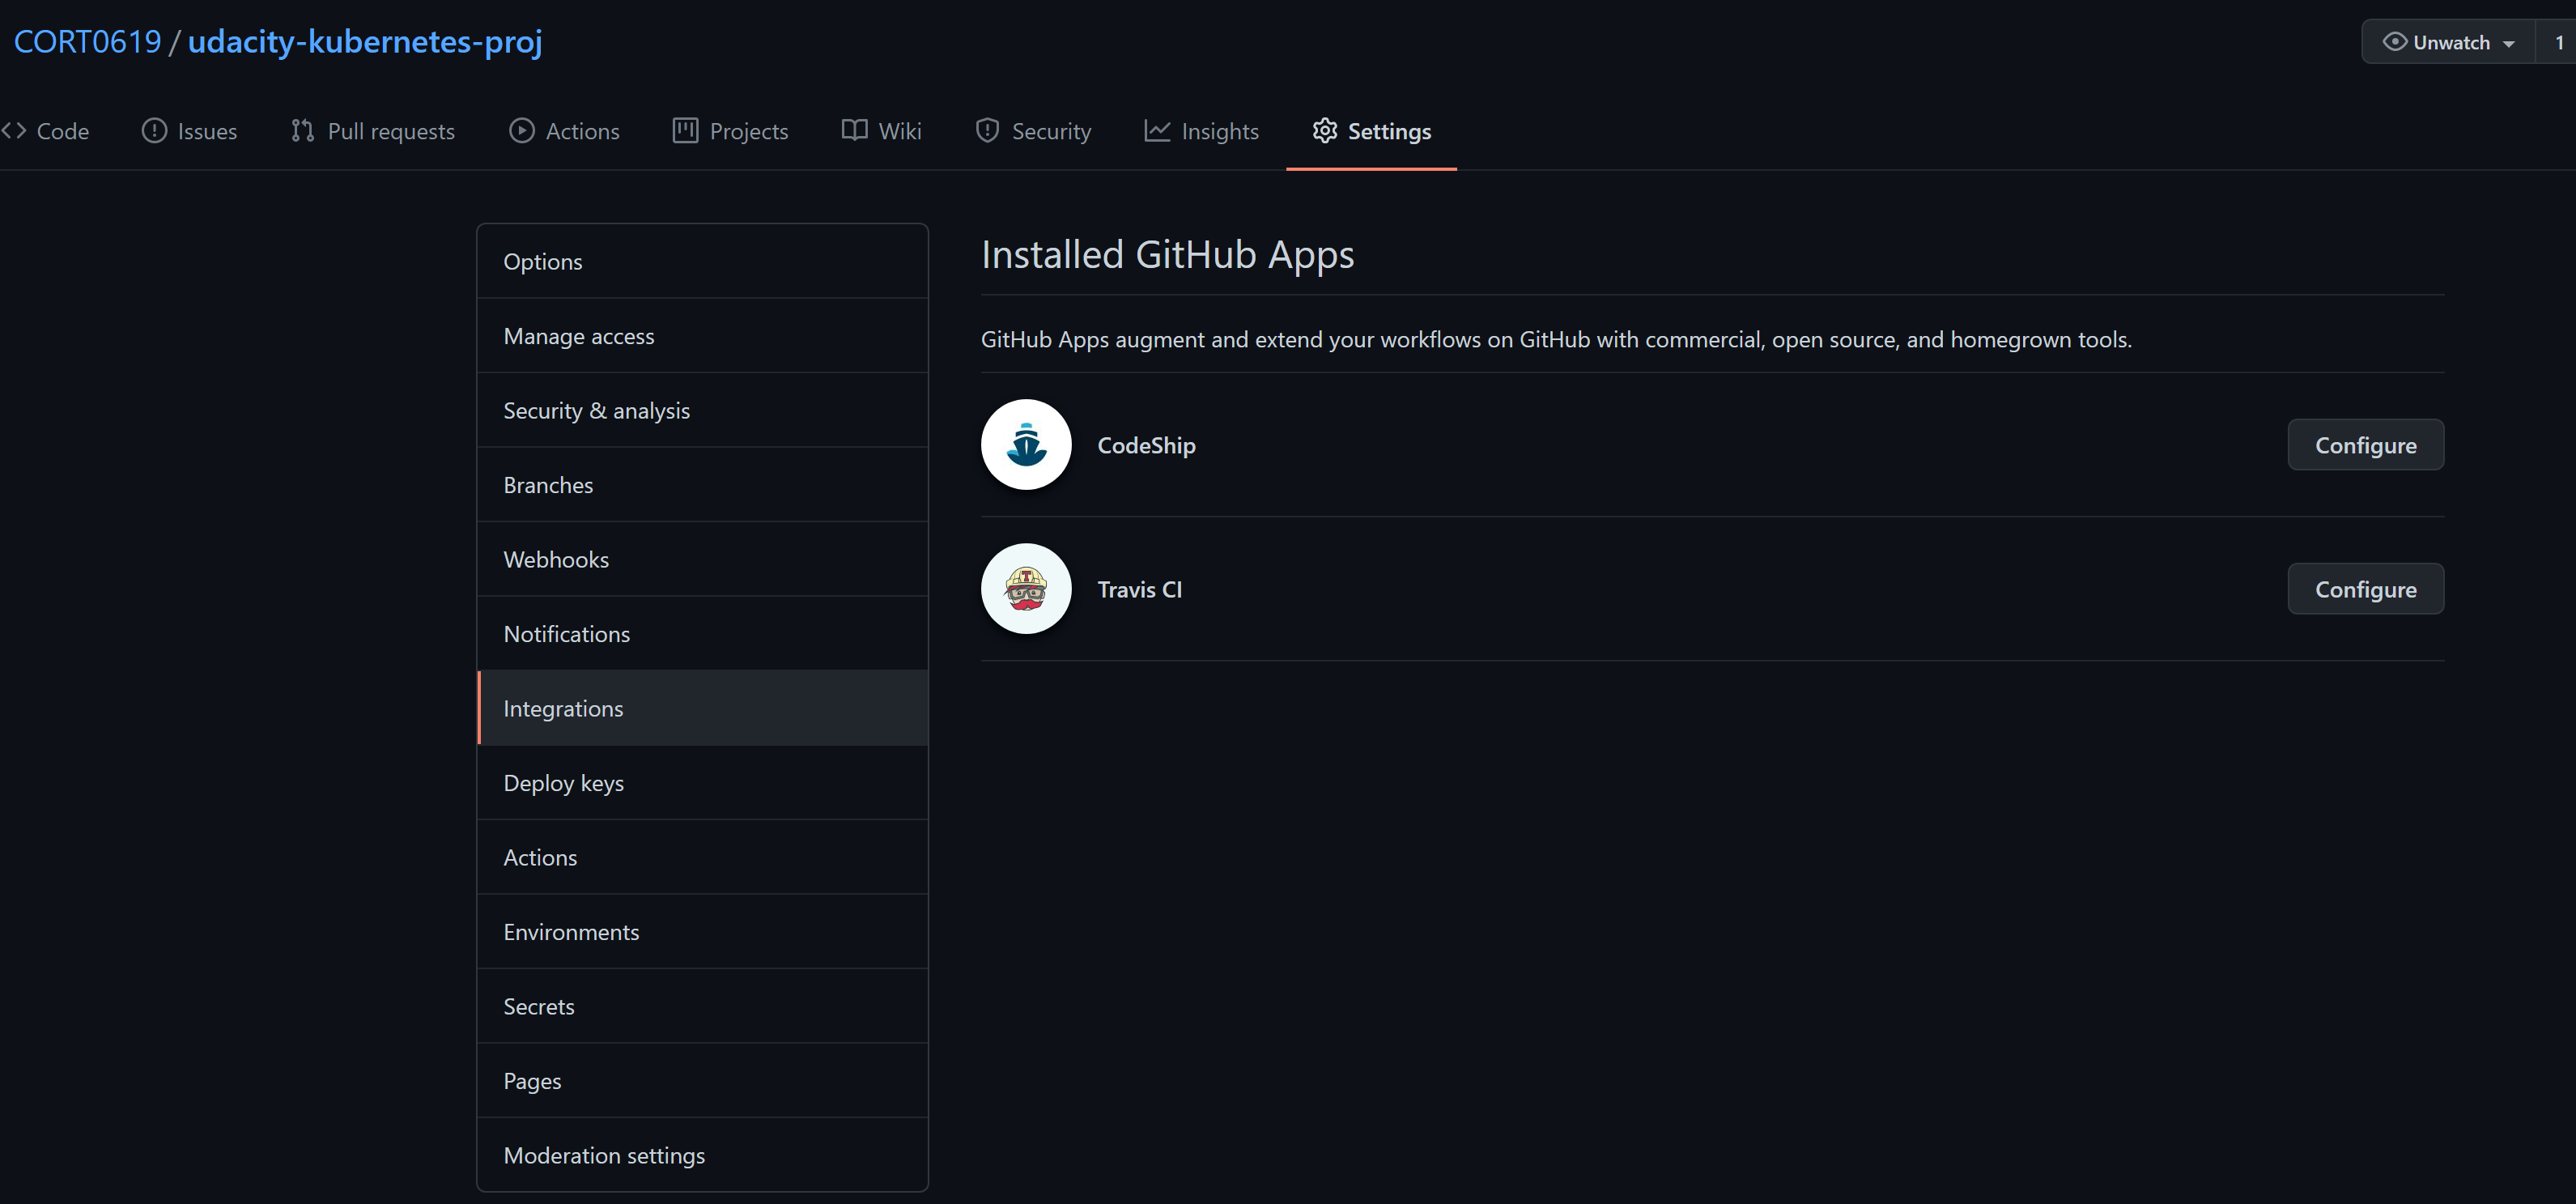 CORT0619 / udacity-kubernetes-proj
Unwatch 1
Code Issues Pull requests Actions Projects Wiki Security Insights Settings
Options
Manage access
Security & analysis
Branches
Webhooks
Notifications
Integrations
Deploy keys
Actions
Environments
Secrets
Pages
Moderation settings
Installed GitHub Apps
GitHub Apps augment and extend your workflows on GitHub with commercial, open source, and homegrown tools.
CodeShip Configure
T
Travis CI Configure